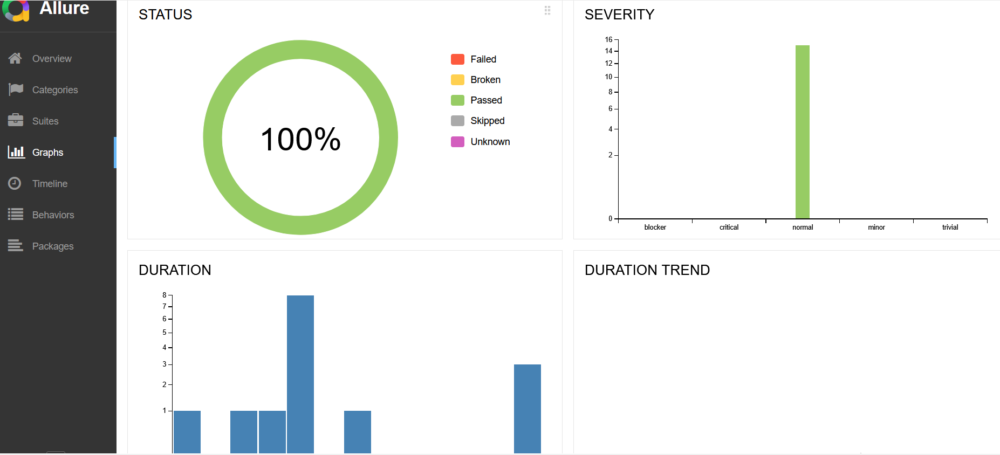 Allure
Overview
Categories
Suites
Graphs
Timeline
Behaviors
Packages
STATUS
100%
Failed
Broken
Passed
Skipped
Unknown
SEVERITY
16
14
12
10
8
6
4
2
0
blocker critical normal minor trivial
DURATION
8
7
6
5
4
3
2
1
DURATION TREND